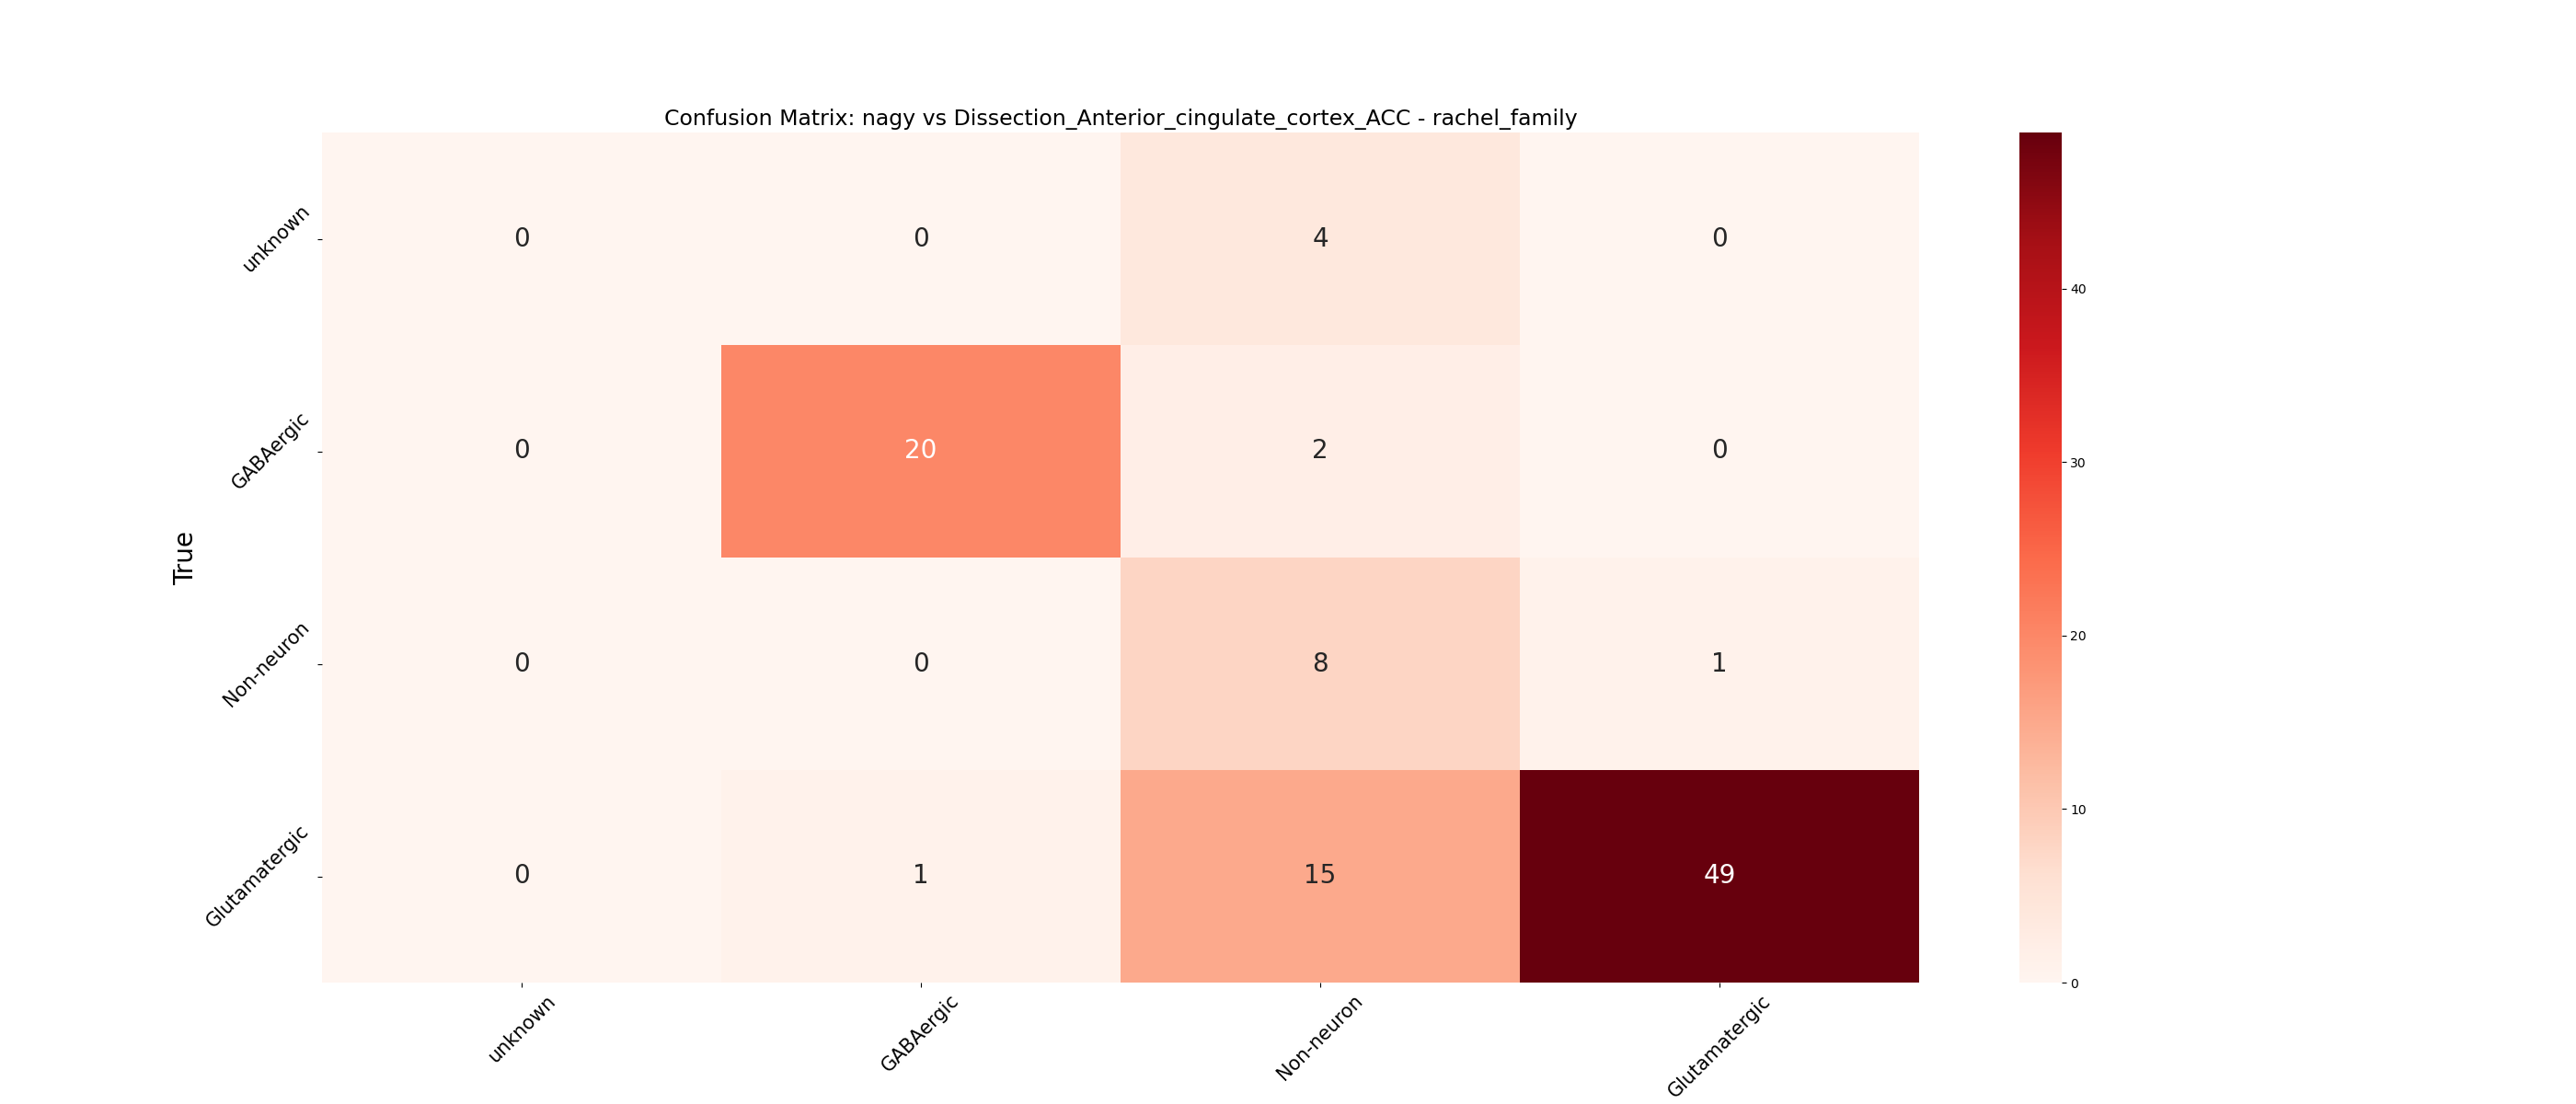 Confusion Matrix: nagy vs Dissection_Anterior_cingulate_cortex_ACC - rachel_family
True
unknown 0 0 4 0
GABAergic 0 20 2 0
Non-neuron 0 0 8 1
Glutamatergic 0 1 15 49
unknown GABAergic Non-neuron Glutamatergic
40
30
20
10
0